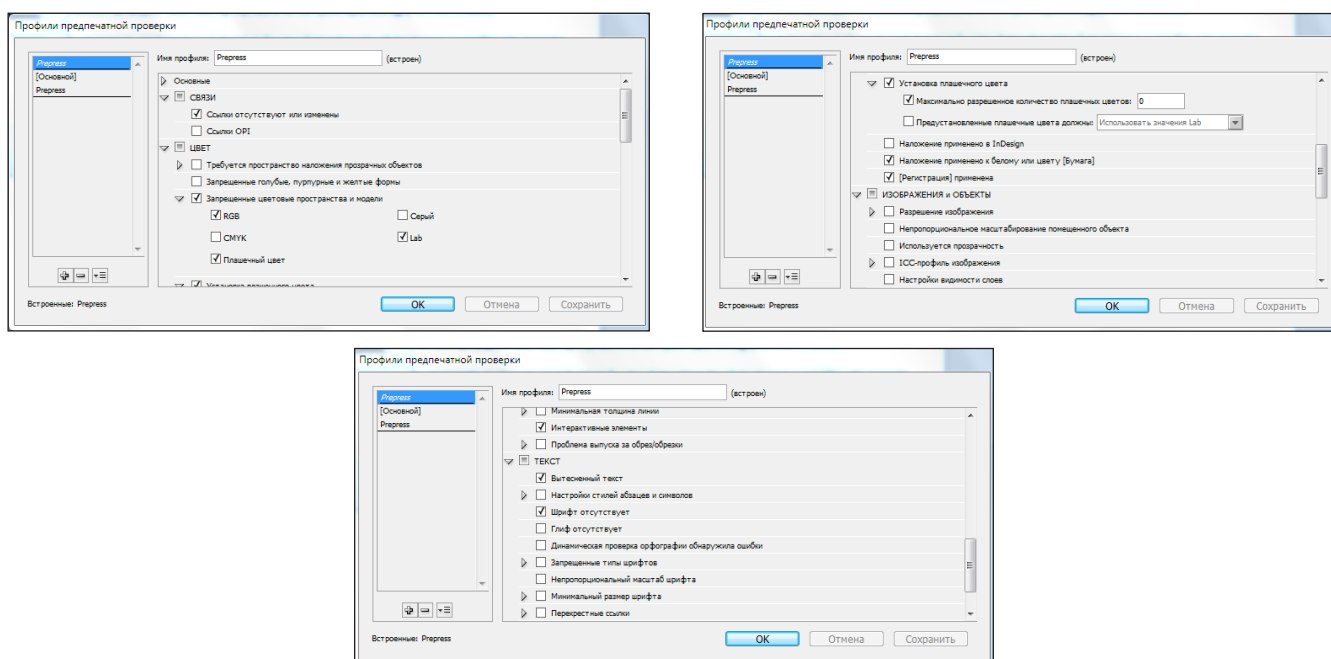 Профили предпечатной проверки
Prepress
[Основной]
Prepress
Имя профиля: Prepress (встроен)
Основные
СВЯЗИ
Ссылки отсутствуют или изменены
Ссылки OPI
ЦВЕТ
Требуется пространство наложения прозрачных объектов
Запрещенные голубые, пурпурные и желтые формы
Запрещенные цветовые пространства и модели
RGB Серый
CMYK Lab
Плашечный цвет
Установка плашечного цвета
Встроенные: Prepress
ОК Отмена Сохранить
Профили предпечатной проверки
Prepress
[Основной]
Prepress
Имя профиля: Prepress (встроен)
Установка плашечного цвета
Максимально разрешенное количество плашечных цветов: 0
Предустановленные плашечные цвета должны: Использовать значения Lab
Наложение применено в InDesign
Наложение применено к белому или цвету [Бумага]
[Регистрация] применена
ИЗОБРАЖЕНИЯ и ОБЪЕКТЫ
Разрешение изображения
Непропорциональное масштабирование помещенного объекта
Используется прозрачность
ICC-профиль изображения
Настройки видимости слоев
Встроенные: Prepress
ОК Отмена Сохранить
Профили предпечатной проверки
Prepress
[Основной]
Prepress
Имя профиля: Prepress (встроен)
Минимальная толщина линии
Интерактивные элементы
Проблема выпуска за обрез/обрезки
ТЕКСТ
Вытесненный текст
Настройки стилей абзацев и символов
Шрифт отсутствует
Глиф отсутствует
Динамическая проверка орфографии обнаружила ошибки
Запрещенные типы шрифтов
Непропорциональный масштаб шрифта
Минимальный размер шрифта
Перекрестные ссылки
Встроенные: Prepress
ОК Отмена Сохранить